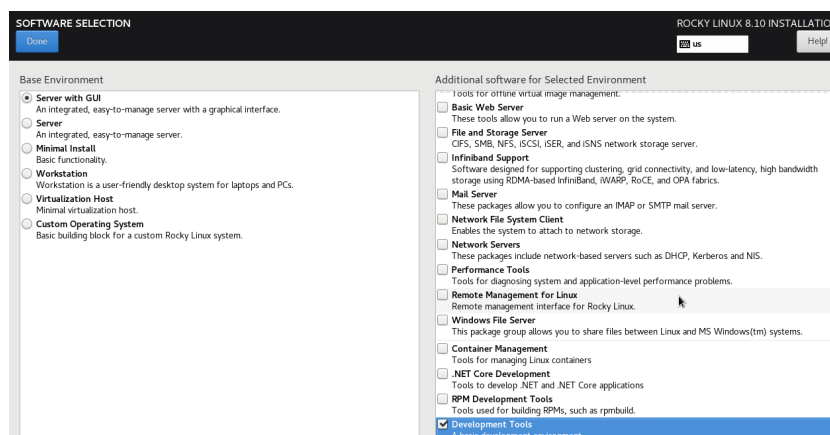 SOFTWARE SELECTION
ROCKY LINUX 8.10 INSTALLATIO
Done
us
Help!
Base Environment
Server with GUI
An integrated, easy-to-manage server with a graphical interface.
Server
An integrated, easy-to-manage server.
Minimal Install
Basic functionality.
Workstation
Workstation is a user-friendly desktop system for laptops and PCs.
Virtualization Host
Minimal virtualization host.
Custom Operating System
Basic building block for a custom Rocky Linux system.
Additional software for Selected Environment
Tools for offline virtual image management.
Basic Web Server
These tools allow you to run a Web server on the system.
File and Storage Server
CIFS, SMB, NFS, iSCSI, iSER, and iSNS network storage server.
Infiniband Support
Software designed for supporting clustering, grid connectivity, and low-latency, high bandwidth
storage using RDMA-based InfiniBand, iWARP, RoCE, and OPA fabrics.
Mail Server
These packages allow you to configure an IMAP or SMTP mail server.
Network File System Client
Enables the system to attach to network storage.
Network Servers
These packages include network-based servers such as DHCP, Kerberos and NIS.
Performance Tools
Tools for diagnosing system and application-level performance problems.
Remote Management for Linux
Remote management interface for Rocky Linux.
Windows File Server
This package group allows you to share files between Linux and MS Windows(tm) systems.
Container Management
Tools for managing Linux containers
.NET Core Development
Tools to develop .NET and .NET Core applications
RPM Development Tools
Tools used for building RPMs, such as rpmbuild.
Development Tools
A basic development environment.